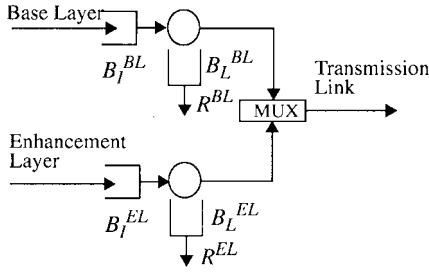 Base Layer
B_I^{BL}
B_L^{BL}
R^{BL}
Transmission
Link
MUX
Enhancement
Layer
B_I^{EL}
B_L^{EL}
R^{EL}